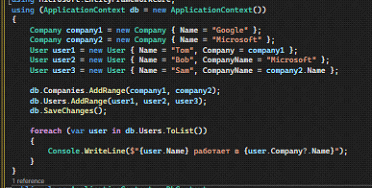 using (ApplicationContext db = new ApplicationContext())
{
Company company1 = new Company { Name = "Google" };
Company company2 = new Company { Name = "Microsoft" };
User user1 = new User { Name = "Tom", Company = company1 };
User user2 = new User { Name = "Bob", CompanyName = "Microsoft" };
User user3 = new User { Name = "Sam", CompanyName = company2.Name };
db.Companies.AddRange(company1, company2);
db.Users.AddRange(user1, user2, user3);
db.SaveChanges();
foreach (var user in db.Users.ToList())
{
Console.WriteLine($"{user.Name} работает в {user.Company?.Name}");
}
}
1 reference